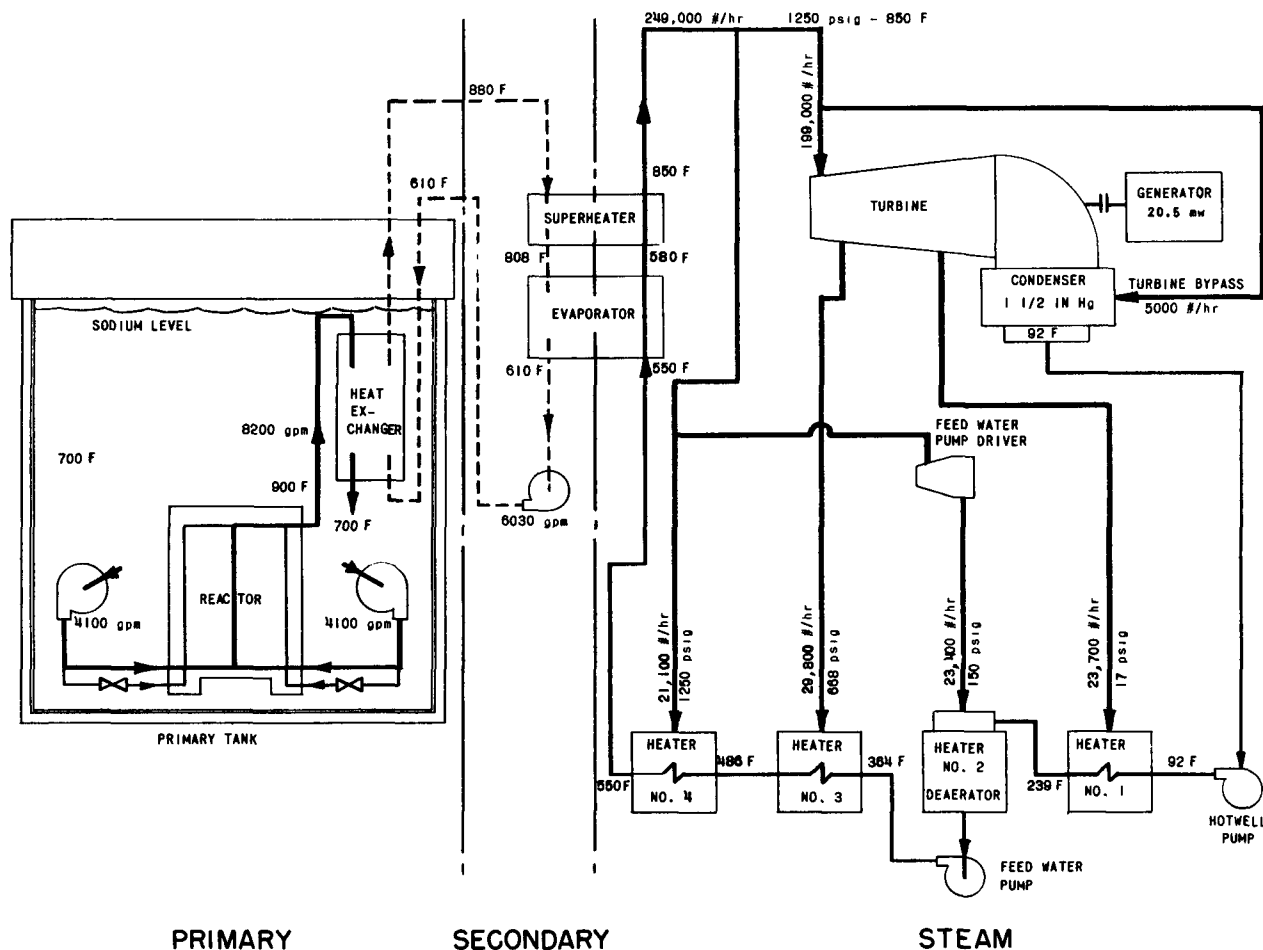 249,000 #/hr
1250 psig - 850 F
880 F
199,000 #/hr
610 F
850 F
SUPERHEATER
808 F
580 F
TURBINE
GENERATOR
20.5 mw
CONDENSER
1 1/2 IN Hg
92 F
TURBINE BYPASS
5000 #/hr
EVAPORATOR
610 F
550 F
SODIUM LEVEL
HEAT
EX-
CHANGER
8200 gpm
700 F
900 F
700 F
6030 gpm
FEED WATER
PUMP DRIVER
REACTOR
4100 gpm
4100 gpm
21,100 #/hr
1250 psig
29,800 #/hr
668 psig
23,400 #/hr
150 psig
23,700 #/hr
17 psig
PRIMARY TANK
HEATER
NO. 4
550F
486F
HEATER
NO. 3
364F
HEATER
NO. 2
DEAERATOR
239F
HEATER
NO. 1
92 F
HOTWELL
PUMP
FEED WATER
PUMP
PRIMARY
SECONDARY
STEAM